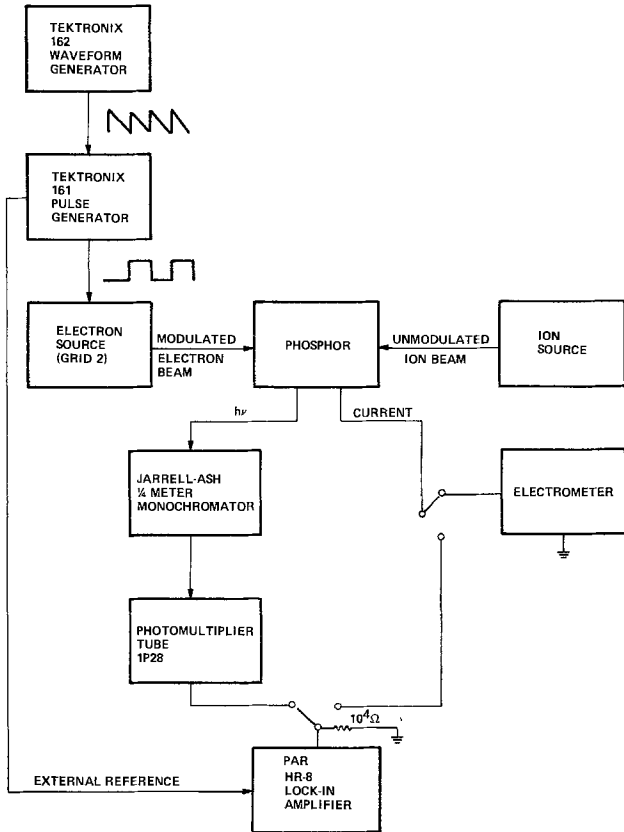 TEKTRONIX
162
WAVEFORM
GENERATOR
TEKTRONIX
161
PULSE
GENERATOR
ELECTRON
SOURCE
(GRID 2)
MODULATED
ELECTRON
BEAM
PHOSPHOR
UNMODULATED
ION BEAM
ION
SOURCE
hν
CURRENT
JARRELL-ASH
¼ METER
MONOCHROMATOR
ELECTROMETER
PHOTOMULTIPLIER
TUBE
1P28
10⁴Ω
EXTERNAL REFERENCE
PAR
HR-8
LOCK-IN
AMPLIFIER